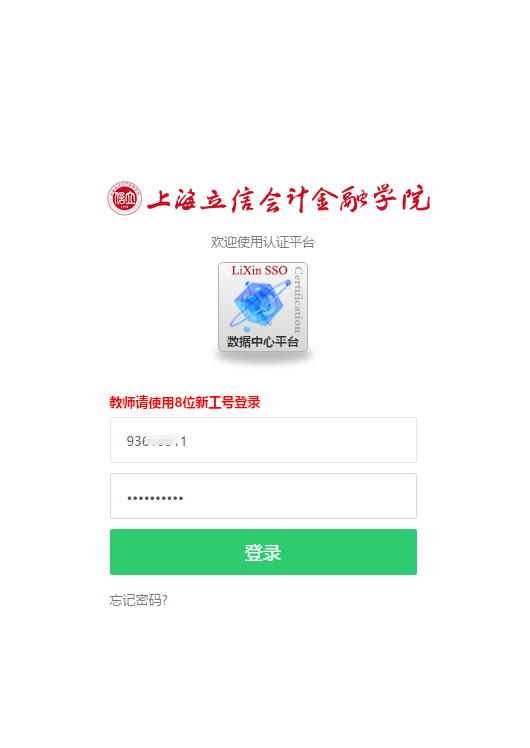 上海立信会计金融学院
欢迎使用认证平台
LiXin SSO
Certification
数据中心平台
教师请使用8位新工号登录
登录
忘记密码?